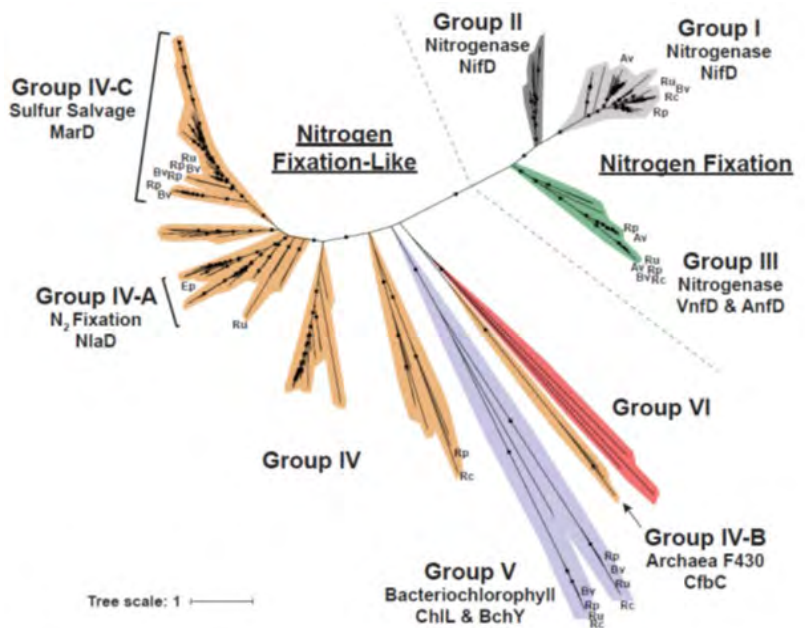 Group II
Nitrogenase
NifD
Group I
Nitrogenase
NifD
Av
Ru
Bv
Rc
Rp
Group IV-C
Sulfur Salvage
MarD
Nitrogen
Fixation-Like
Nitrogen Fixation
Ru
Rp Bv
Bv Rp
Rp
Bv
Rp
Av
Ru
Av Rp
Bv Rc
Group III
Nitrogenase
VnfD & AnfD
Group IV-A
N2 Fixation
NlaD
Ep
Ru
Group VI
Group IV
Rp
Rc
Group IV-B
Archaea F430
CfbC
Group V
Bacteriochlorophyll
ChlL & BchY
Rp
Bv
Ru
Rc
Bv
Rp
Ru
Rc
Tree scale: 1